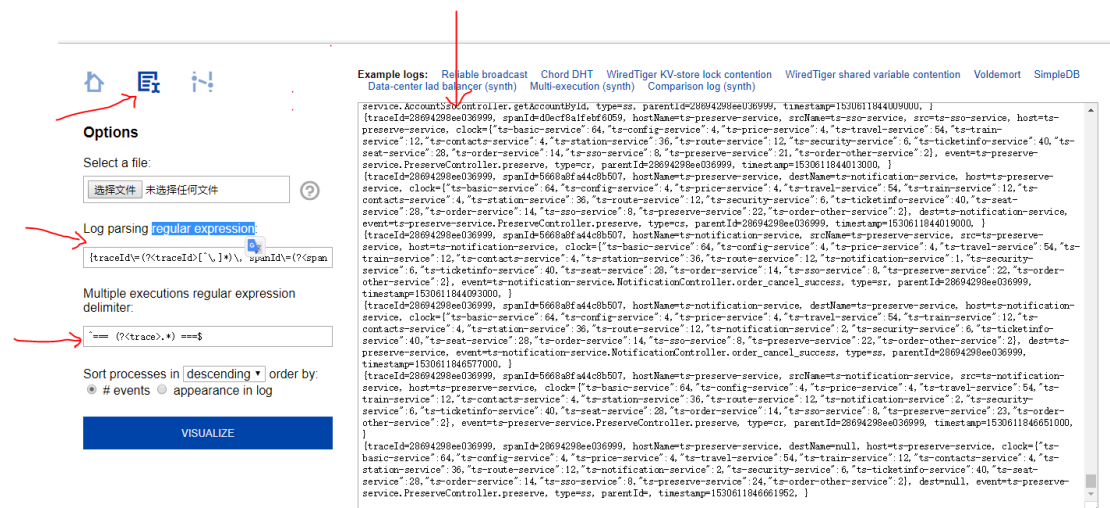 Options
Select a file:
选择文件 未选择任何文件
Log parsing regular expression:
{traceId\=(?<traceId>[^\,]*)\, spanId\=(?<span
Multiple executions regular expression
delimiter:
^=== (?<trace>.*) ===$
Sort processes in descending order by:
# events appearance in log
VISUALIZE
Example logs: Reliable broadcast Chord DHT WiredTiger KV-store lock contention WiredTiger shared variable contention Voldemort SimpleDB
Data-center lad balancer (synth) Multi-execution (synth) Comparison log (synth)
service.AccountSsoController.getAccountById, type=ss, parentId=28694298ee036999, timestamp=1530611844009000, }
{traceId=28694298ee036999, spanId=d0ecf8a1febf6059, hostName=ts-preserve-service, srcName=ts-sso-service, src=ts-sso-service, host=ts-
preserve-service, clock={"ts-basic-service":64,"ts-config-service":4,"ts-price-service":4,"ts-travel-service":54,"ts-train-
service":12,"ts-contacts-service":4,"ts-station-service":36,"ts-route-service":12,"ts-security-service":6,"ts-ticketinfo-service":40,"ts-
seat-service":28,"ts-order-service":14,"ts-sso-service":8,"ts-preserve-service":21,"ts-order-other-service":2}, event=ts-preserve-
service.PreserveController.preserve, type=cr, parentId=28694298ee036999, timestamp=1530611844013000, }
{traceId=28694298ee036999, spanId=5668a8fa44c8b507, hostName=ts-preserve-service, destName=ts-notification-service, host=ts-preserve-
service, clock={"ts-basic-service":64,"ts-config-service":4,"ts-price-service":4,"ts-travel-service":54,"ts-train-service":12,"ts-
contacts-service":4,"ts-station-service":36,"ts-route-service":12,"ts-security-service":6,"ts-ticketinfo-service":40,"ts-seat-
service":28,"ts-order-service":14,"ts-sso-service":8,"ts-preserve-service":22,"ts-order-other-service":2}, dest=ts-notification-service,
event=ts-preserve-service.PreserveController.preserve, type=cs, parentId=28694298ee036999, timestamp=1530611844019000, }
{traceId=28694298ee036999, spanId=5668a8fa44c8b507, hostName=ts-notification-service, srcName=ts-preserve-service, src=ts-preserve-
service, host=ts-notification-service, clock={"ts-basic-service":64,"ts-config-service":4,"ts-price-service":4,"ts-travel-service":54,"ts-
train-service":12,"ts-contacts-service":4,"ts-station-service":36,"ts-route-service":12,"ts-notification-service":1,"ts-security-
service":6,"ts-ticketinfo-service":40,"ts-seat-service":28,"ts-order-service":14,"ts-sso-service":8,"ts-preserve-service":22,"ts-order-
other-service":2}, event=ts-notification-service.NotificationController.order_cancel_success, type=sr, parentId=28694298ee036999,
timestamp=1530611844093000, }
{traceId=28694298ee036999, spanId=5668a8fa44c8b507, hostName=ts-notification-service, destName=ts-preserve-service, host=ts-notification-
service, clock={"ts-basic-service":64,"ts-config-service":4,"ts-price-service":4,"ts-travel-service":54,"ts-train-service":12,"ts-
contacts-service":4,"ts-station-service":36,"ts-route-service":12,"ts-notification-service":2,"ts-security-service":6,"ts-ticketinfo-
service":40,"ts-seat-service":28,"ts-order-service":14,"ts-sso-service":8,"ts-preserve-service":22,"ts-order-other-service":2}, dest=ts-
preserve-service, event=ts-notification-service.NotificationController.order_cancel_success, type=ss, parentId=28694298ee036999,
timestamp=1530611846577000, }
{traceId=28694298ee036999, spanId=5668a8fa44c8b507, hostName=ts-preserve-service, srcName=ts-notification-service, src=ts-notification-
service, host=ts-preserve-service, clock={"ts-basic-service":64,"ts-config-service":4,"ts-price-service":4,"ts-travel-service":54,"ts-
train-service":12,"ts-contacts-service":4,"ts-station-service":36,"ts-route-service":12,"ts-notification-service":2,"ts-security-
service":6,"ts-ticketinfo-service":40,"ts-seat-service":28,"ts-order-service":14,"ts-sso-service":8,"ts-preserve-service":23,"ts-order-
other-service":2}, event=ts-preserve-service.PreserveController.preserve, type=cr, parentId=28694298ee036999, timestamp=1530611846651000,
}
{traceId=28694298ee036999, spanId=28694298ee036999, hostName=ts-preserve-service, destName=null, host=ts-preserve-service, clock={"ts-
basic-service":64,"ts-config-service":4,"ts-price-service":4,"ts-travel-service":54,"ts-train-service":12,"ts-contacts-service":4,"ts-
station-service":36,"ts-route-service":12,"ts-notification-service":2,"ts-security-service":6,"ts-ticketinfo-service":40,"ts-seat-
service":28,"ts-order-service":14,"ts-sso-service":8,"ts-preserve-service":24,"ts-order-other-service":2}, dest=null, event=ts-preserve-
service.PreserveController.preserve, type=ss, parentId=, timestamp=1530611846661952, }